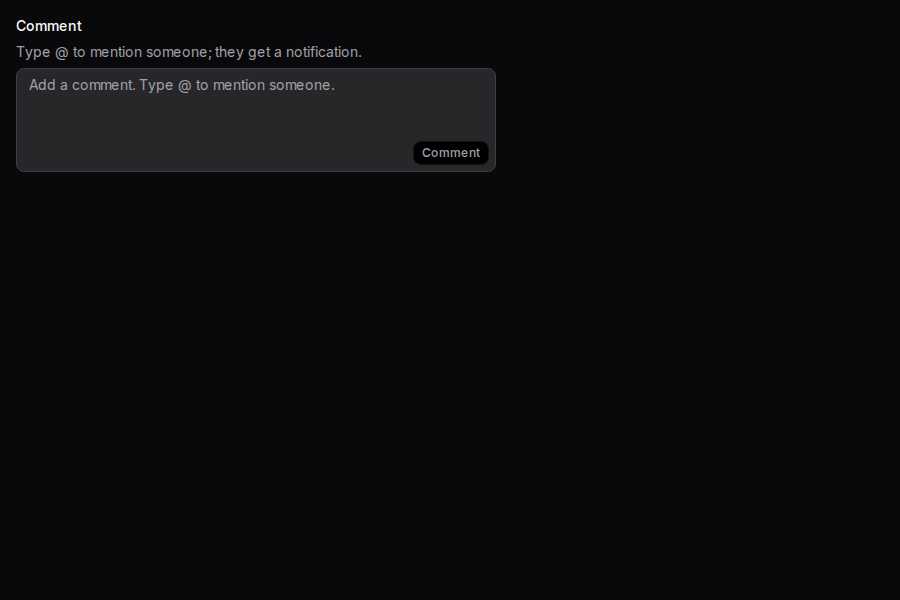 Comment
Type @ to mention someone; they get a notification.
Add a comment. Type @ to mention someone.
Comment